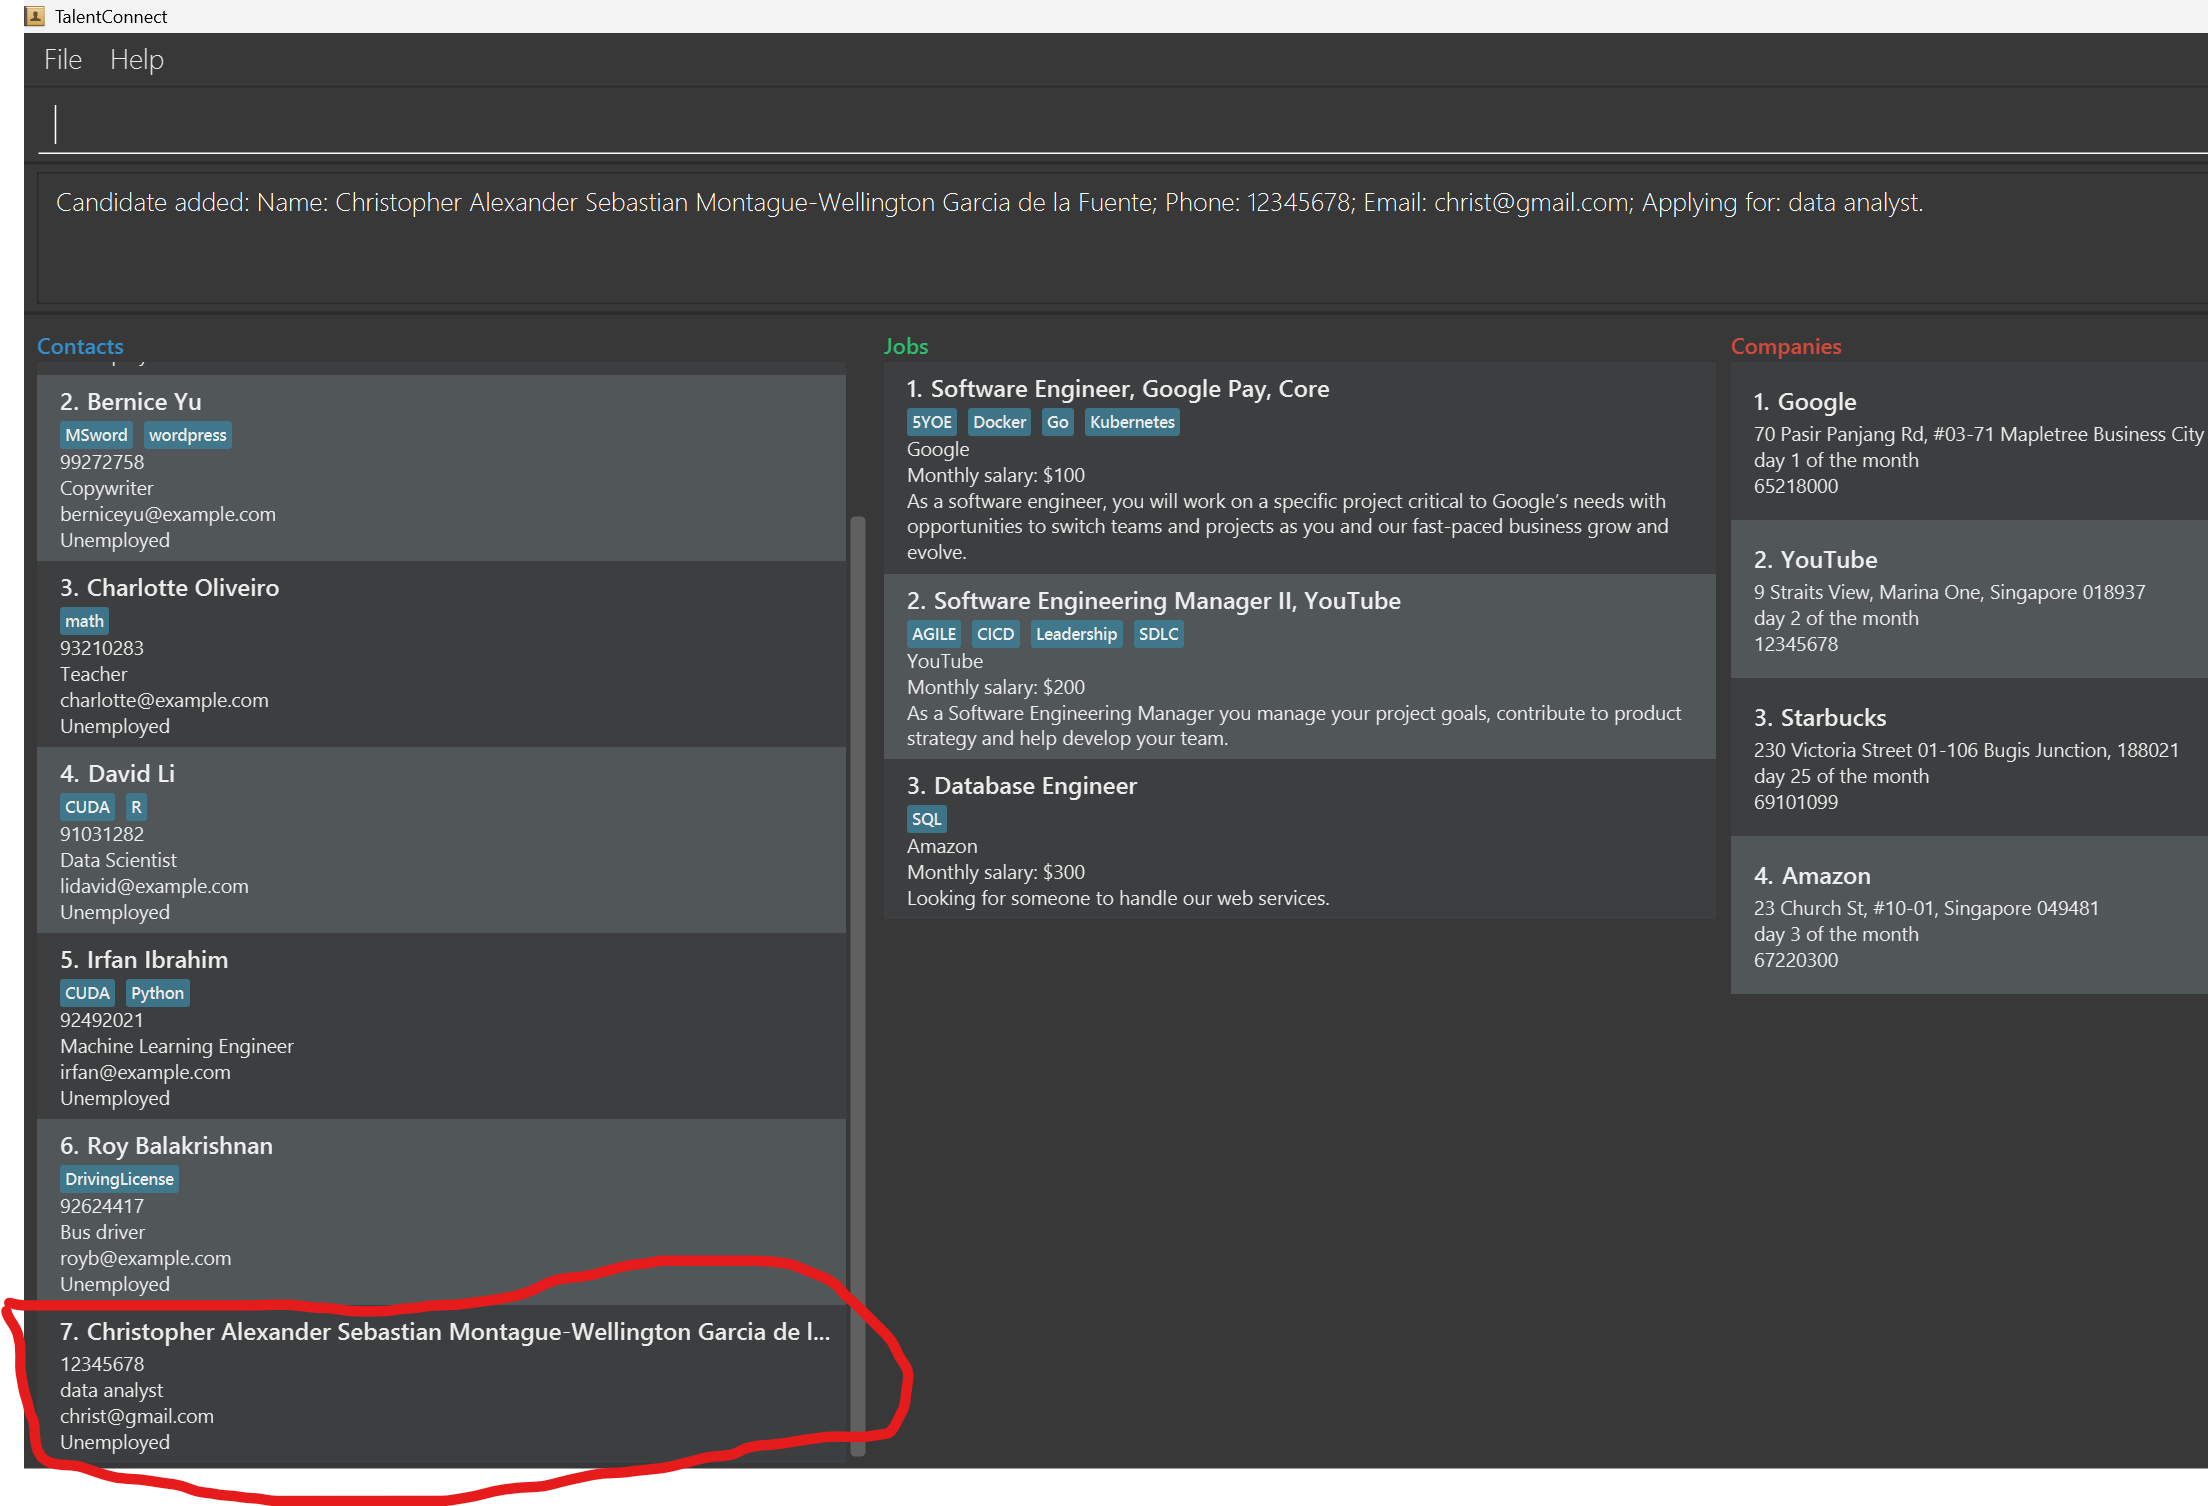 TalentConnect
File Help
Candidate added: Name: Christopher Alexander Sebastian Montague-Wellington Garcia de la Fuente; Phone: 12345678; Email: christ@gmail.com; Applying for: data analyst.
Contacts
2. Bernice Yu
MSword wordpress
99272758
Copywriter
berniceyu@example.com
Unemployed
3. Charlotte Oliveiro
math
93210283
Teacher
charlotte@example.com
Unemployed
4. David Li
CUDA R
91031282
Data Scientist
lidavid@example.com
Unemployed
5. Irfan Ibrahim
CUDA Python
92492021
Machine Learning Engineer
irfan@example.com
Unemployed
6. Roy Balakrishnan
DrivingLicense
92624417
Bus driver
royb@example.com
Unemployed
7. Christopher Alexander Sebastian Montague-Wellington Garcia de l...
12345678
data analyst
christ@gmail.com
Unemployed
Jobs
1. Software Engineer, Google Pay, Core
5YOE Docker Go Kubernetes
Google
Monthly salary: $100
As a software engineer, you will work on a specific project critical to Google’s needs with
opportunities to switch teams and projects as you and our fast-paced business grow and
evolve.
2. Software Engineering Manager II, YouTube
AGILE CICD Leadership SDLC
YouTube
Monthly salary: $200
As a Software Engineering Manager you manage your project goals, contribute to product
strategy and help develop your team.
3. Database Engineer
SQL
Amazon
Monthly salary: $300
Looking for someone to handle our web services.
Companies
1. Google
70 Pasir Panjang Rd, #03-71 Mapletree Business City
day 1 of the month
65218000
2. YouTube
9 Straits View, Marina One, Singapore 018937
day 2 of the month
12345678
3. Starbucks
230 Victoria Street 01-106 Bugis Junction, 188021
day 25 of the month
69101099
4. Amazon
23 Church St, #10-01, Singapore 049481
day 3 of the month
67220300